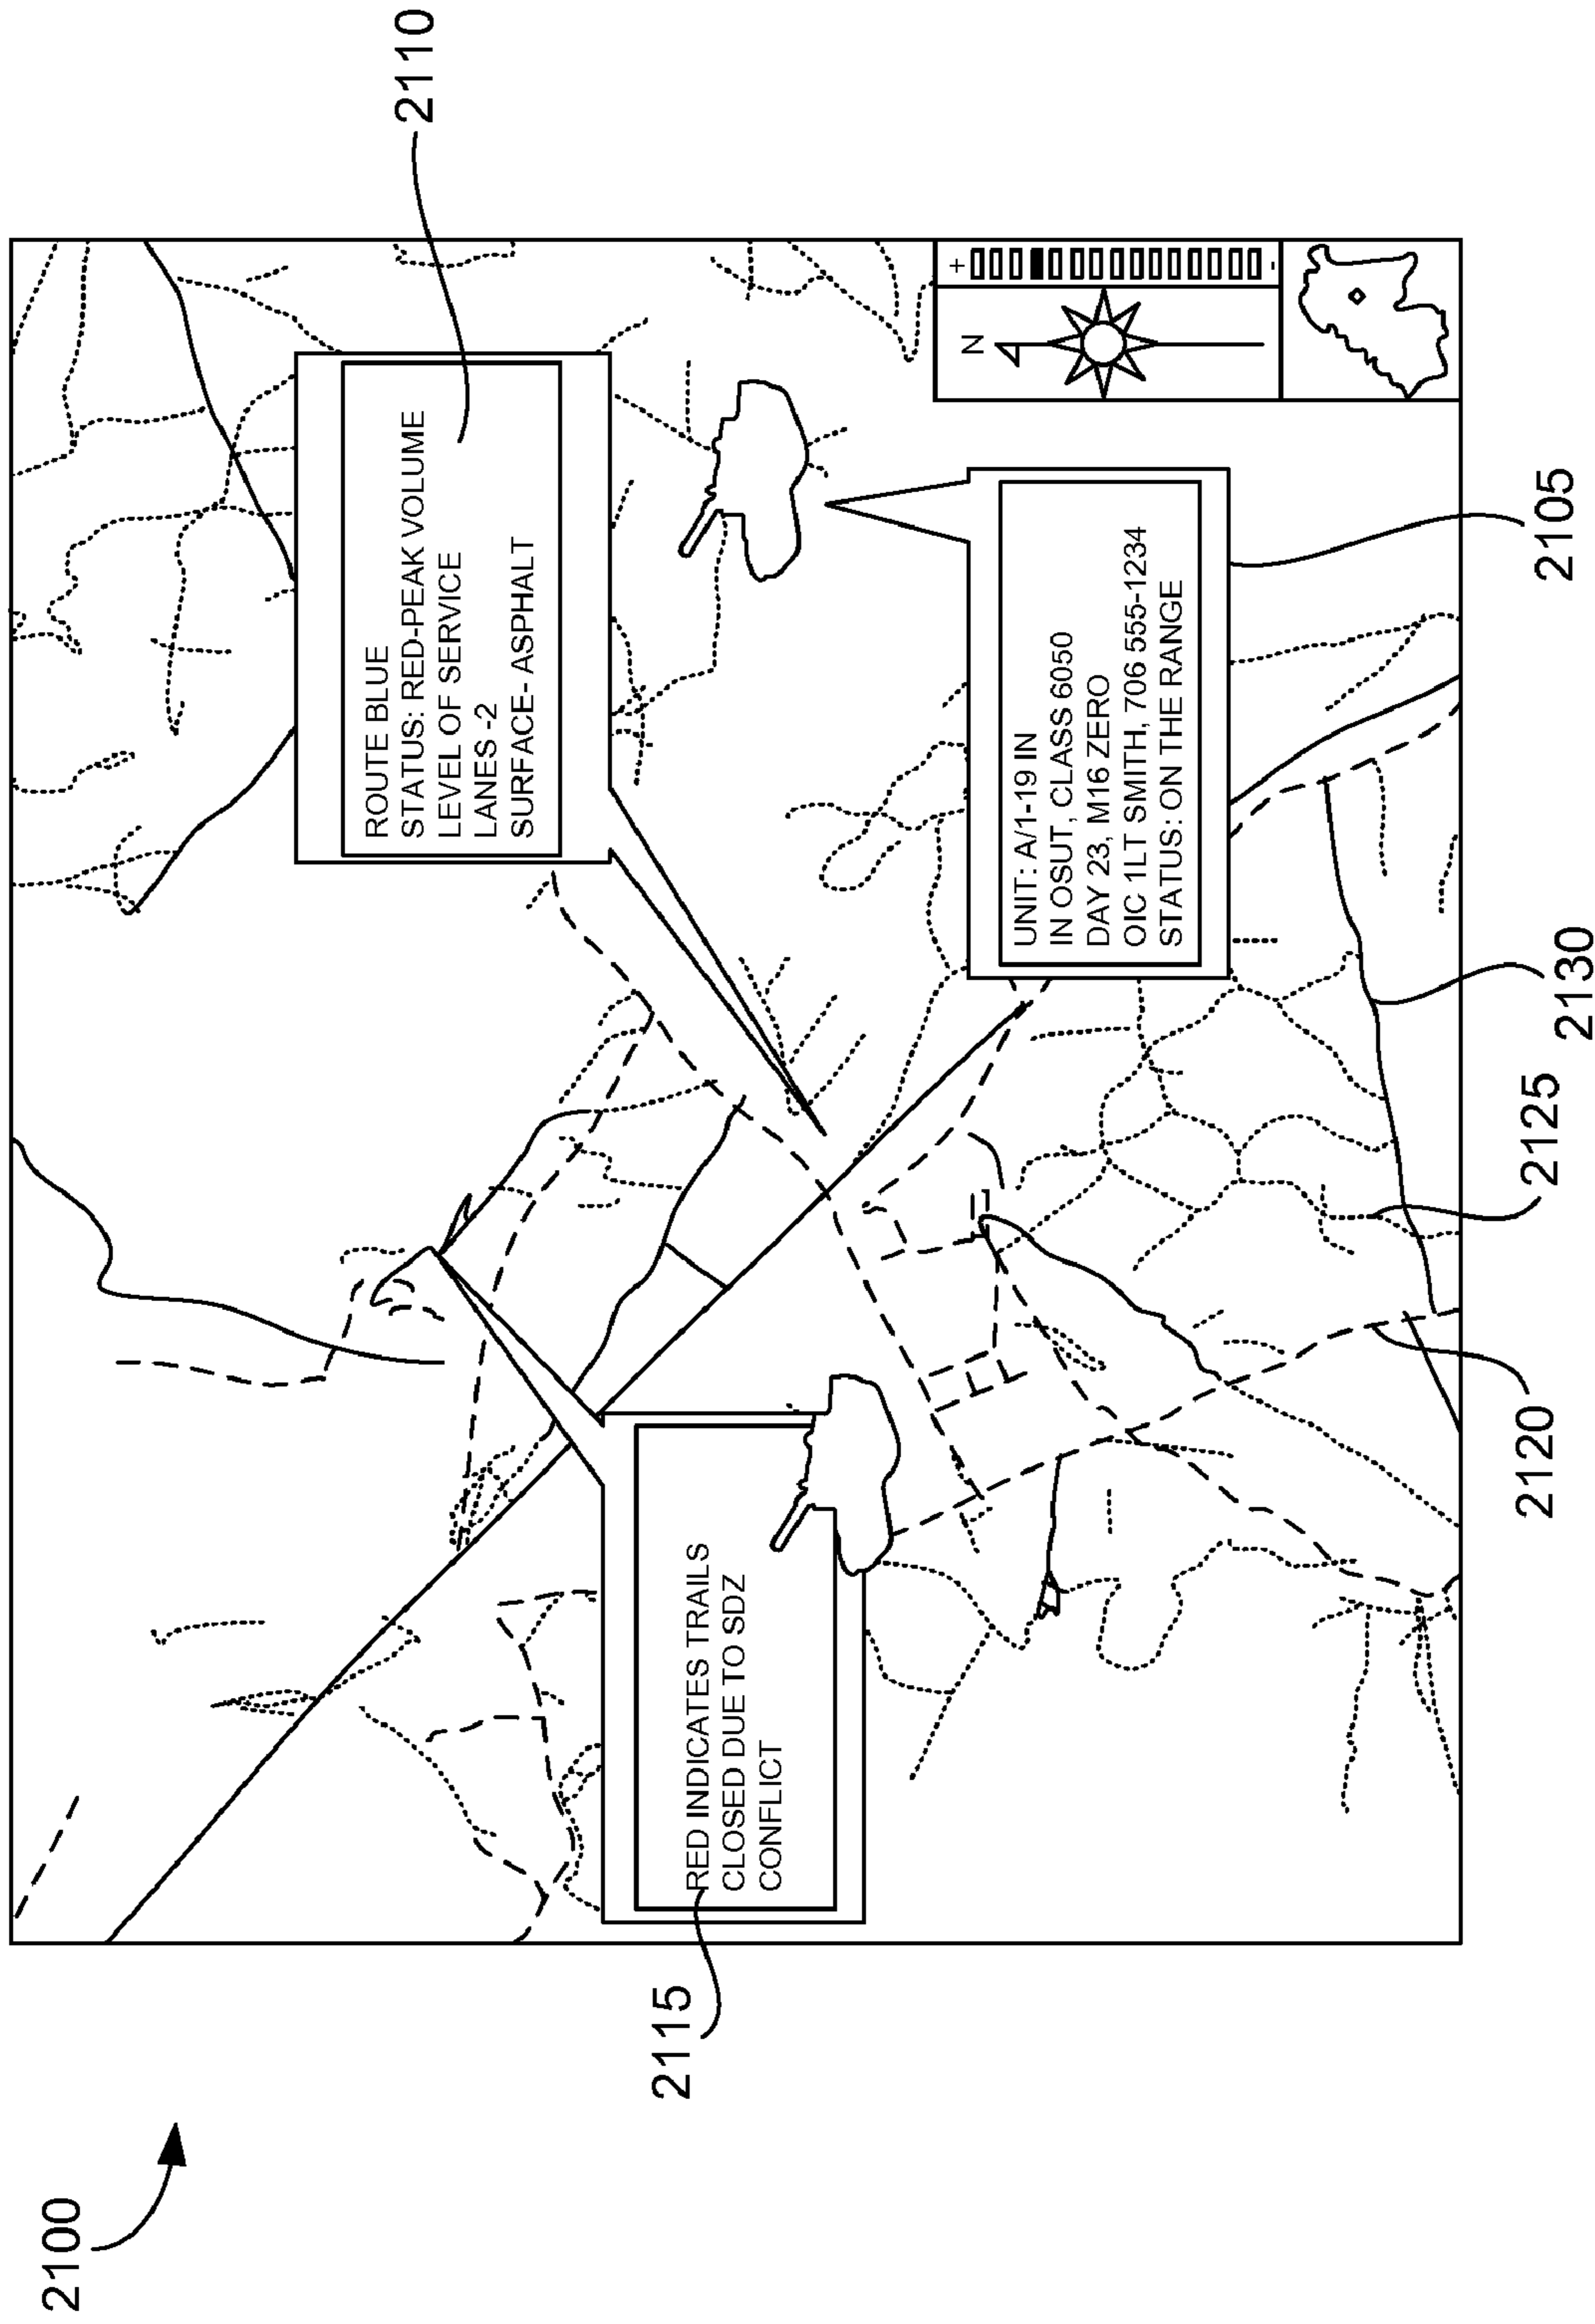 2100
2110
ROUTE BLUE
STATUS: RED-PEAK VOLUME
LEVEL OF SERVICE
LANES -2
SURFACE- ASPHALT
2115
RED INDICATES TRAILS
CLOSED DUE TO SDZ
CONFLICT
UNIT: A/1-19 IN
IN OSUT, CLASS 6050
DAY 23, M16 ZERO
OIC 1LT SMITH, 706 555-1234
STATUS: ON THE RANGE
N
+
-
2120
2125
2130
2105